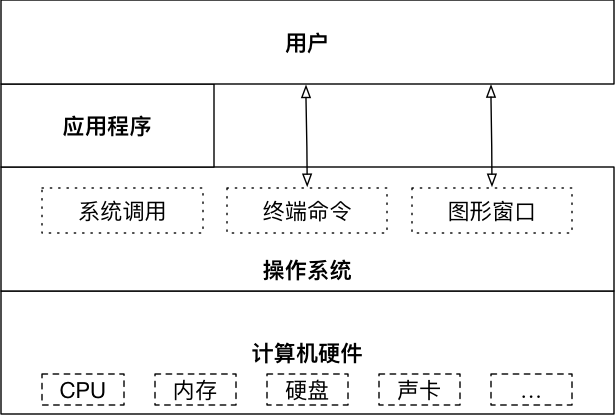 用户
应用程序
系统调用 终端命令 图形窗口
操作系统
计算机硬件
CPU 内存 硬盘 声卡 …